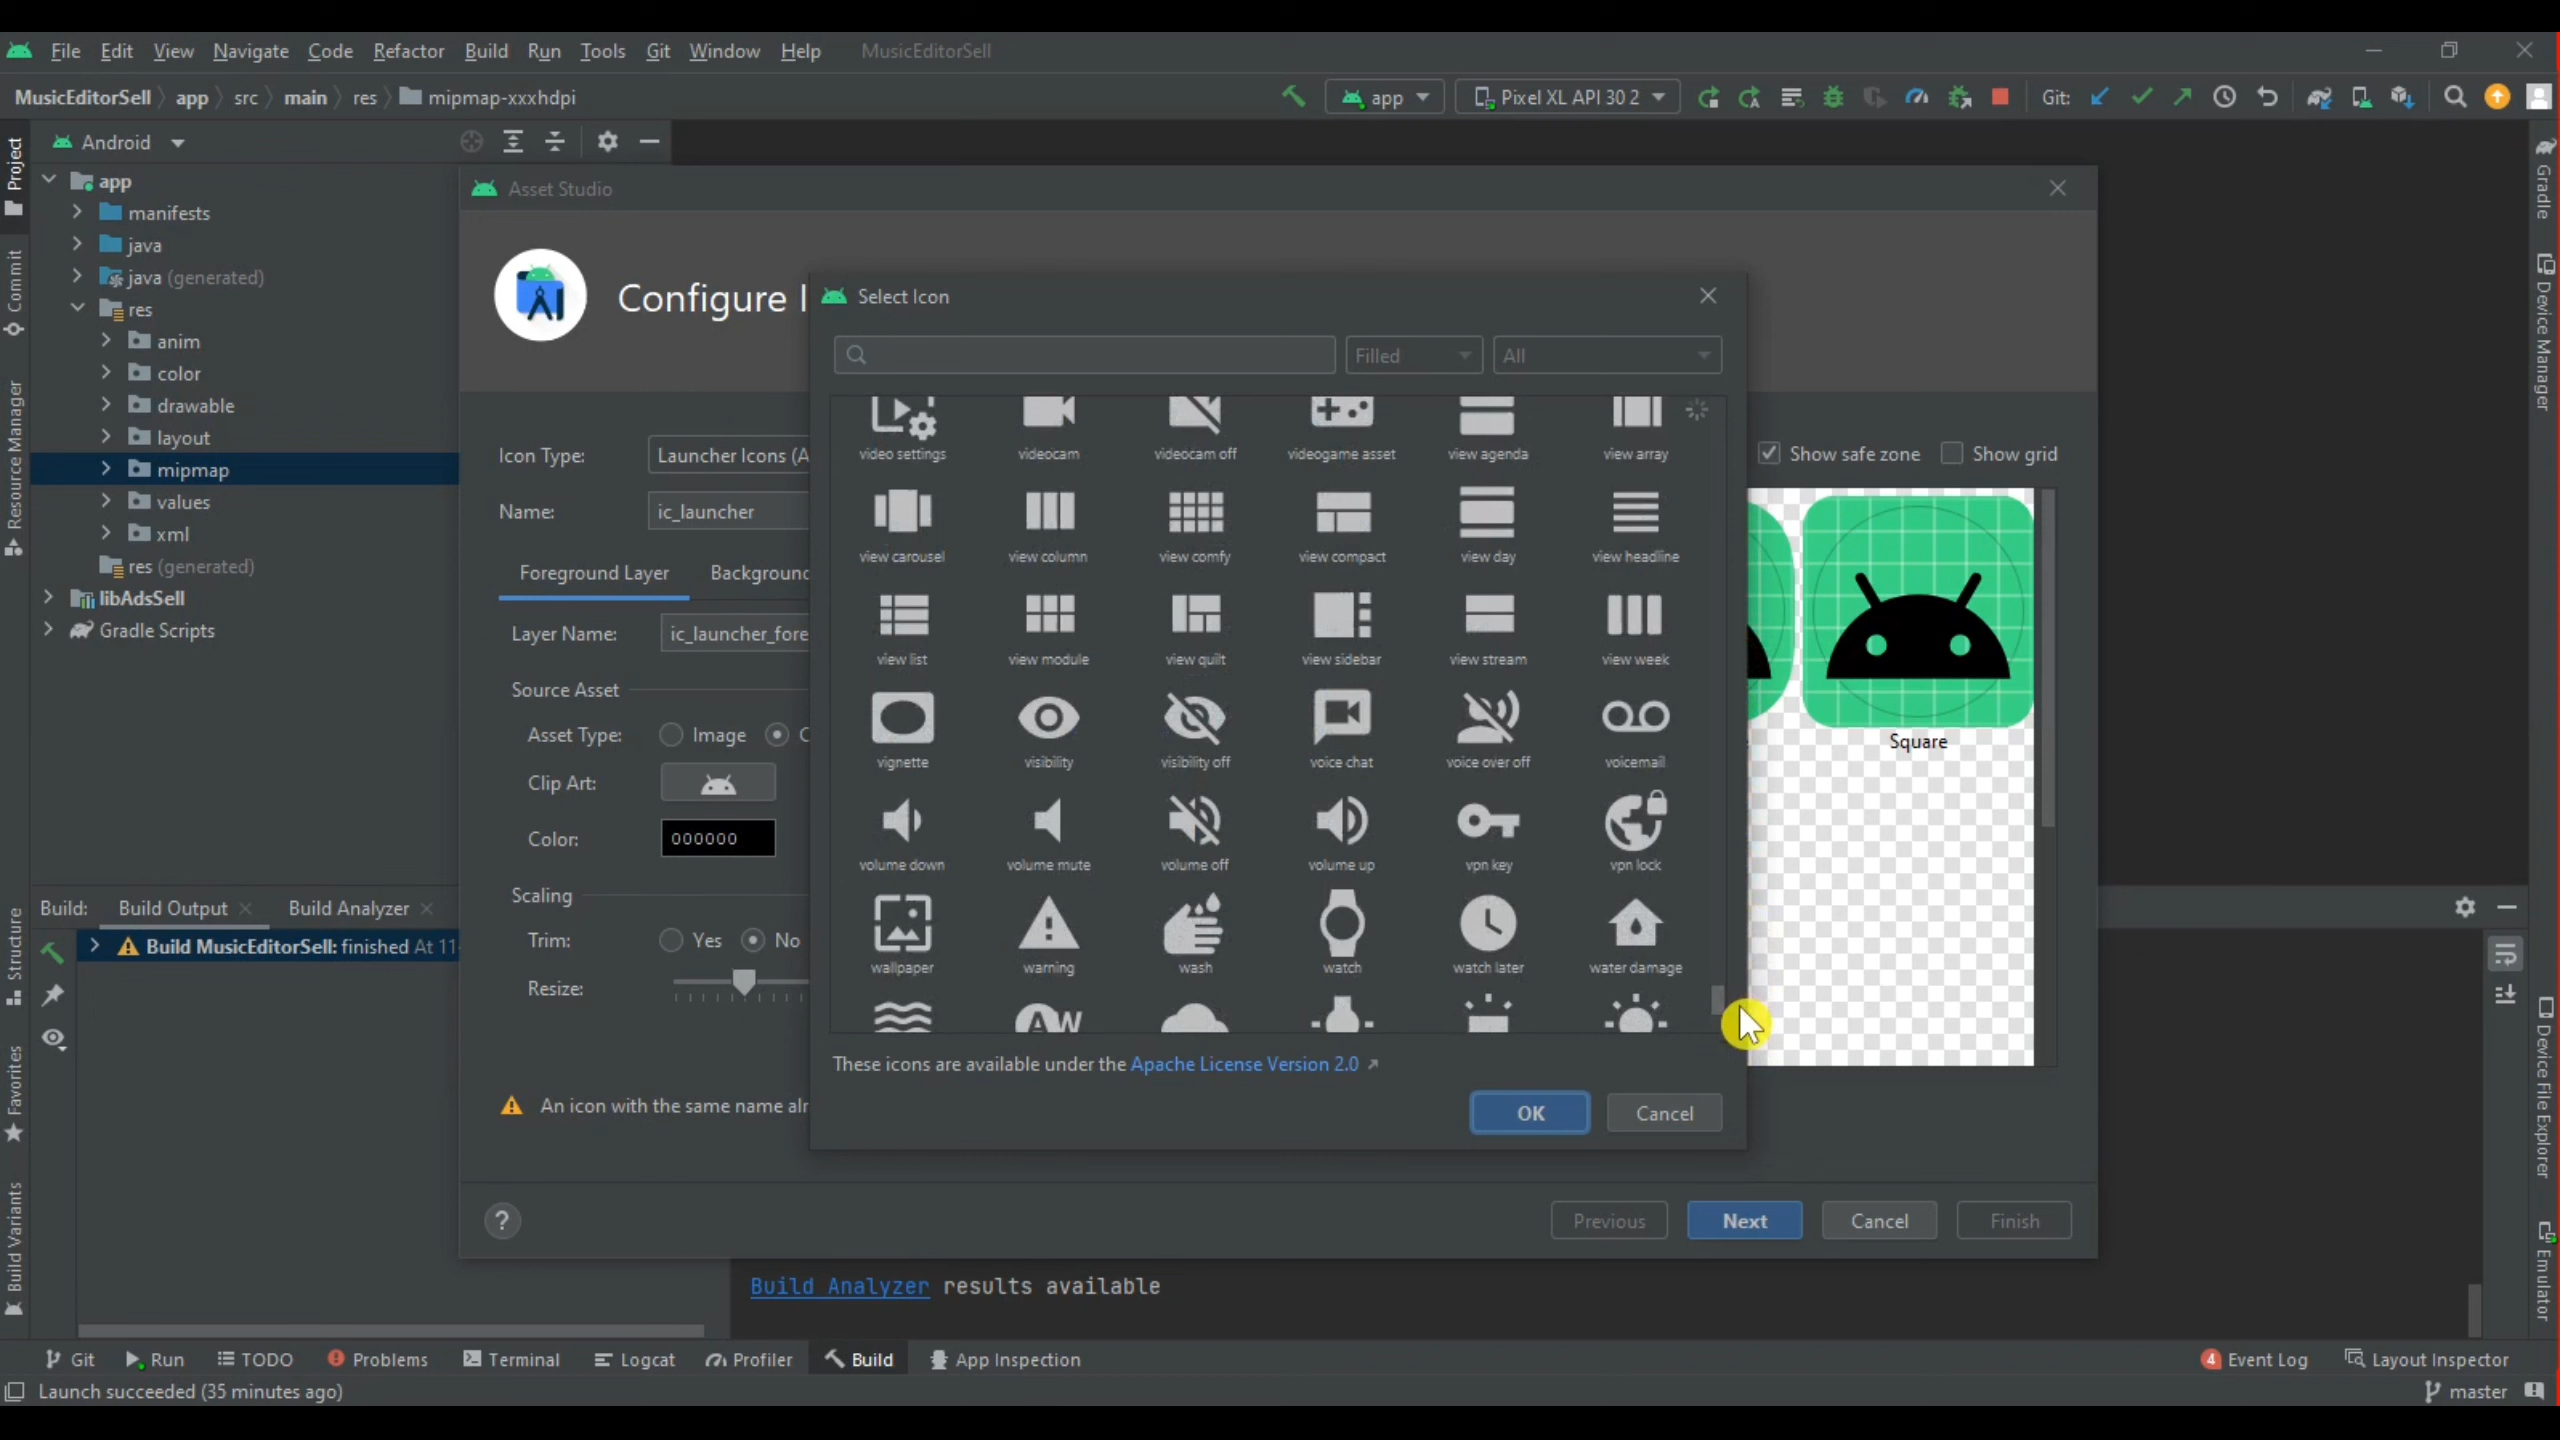 File Edit View Navigate Code Refactor Build Run Tools Git Window Help MusicEditorSell
MusicEditorSell app src main res mipmap-xxxhdpi app Pixel XL API 30 2 Git:
Android
app
manifests
java
java (generated)
res
anim
color
drawable
layout
mipmap
values
xml
res (generated)
libAdsSell
Gradle Scripts
Project
Commit
Resource Manager
Structure
Favorites
Build Variants
Gradle
Device Manager
Device File Explorer
Emulator
Asset Studio
Configure I
Icon Type: Launcher Icons (A
Name: ic_launcher
Foreground Layer Background
Layer Name: ic_launcher_fore
Source Asset
Asset Type: Image C
Clip Art:
Color: 000000
Scaling
Trim: Yes No
Resize:
An icon with the same name alr
Show safe zone Show grid
Square
Select Icon
Filled All
video settings videocam videocam off videogame asset view agenda view array
view carousel view column view comfy view compact view day view headline
view list view module view quilt view sidebar view stream view week
vignette visibility visibility off voice chat voice over off voicemail
volume down volume mute volume off volume up vpn key vpn lock
wallpaper warning wash watch watch later water damage
AW
These icons are available under the Apache License Version 2.0
OK Cancel
? Previous Next Cancel Finish
Build: Build Output Build Analyzer
Build MusicEditorSell: finished At 11
Build Analyzer results available
Git Run TODO Problems Terminal Logcat Profiler Build App Inspection 4 Event Log Layout Inspector
Launch succeeded (35 minutes ago) master